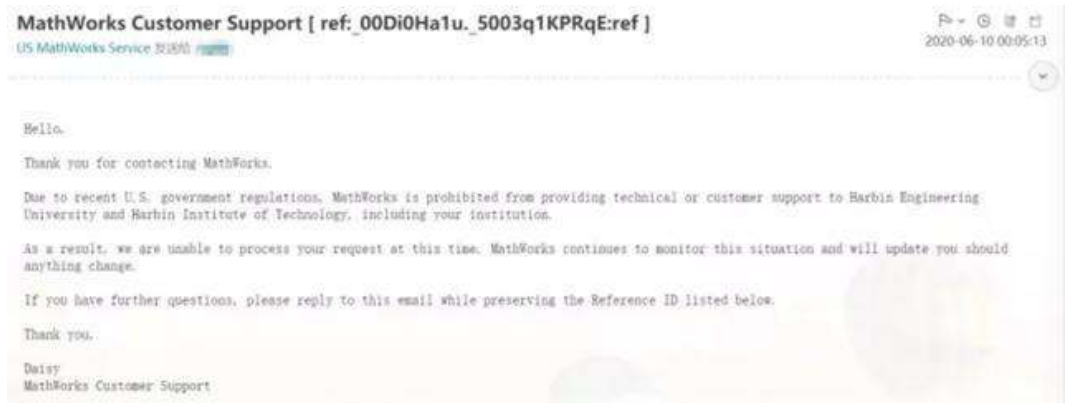 MathWorks Customer Support [ ref:_00Di0Ha1u._5003q1KPRqE:ref ]
US MathWorks Service 发送给
2020-06-10 00:05:13
Hello,
Thank you for contacting MathWorks.
Due to recent U.S. government regulations, MathWorks is prohibited from providing technical or customer support to Harbin Engineering
University and Harbin Institute of Technology, including your institution.
As a result, we are unable to process your request at this time. MathWorks continues to monitor this situation and will update you should
anything change.
If you have further questions, please reply to this email while preserving the Reference ID listed below.
Thank you,
Daisy
MathWorks Customer Support